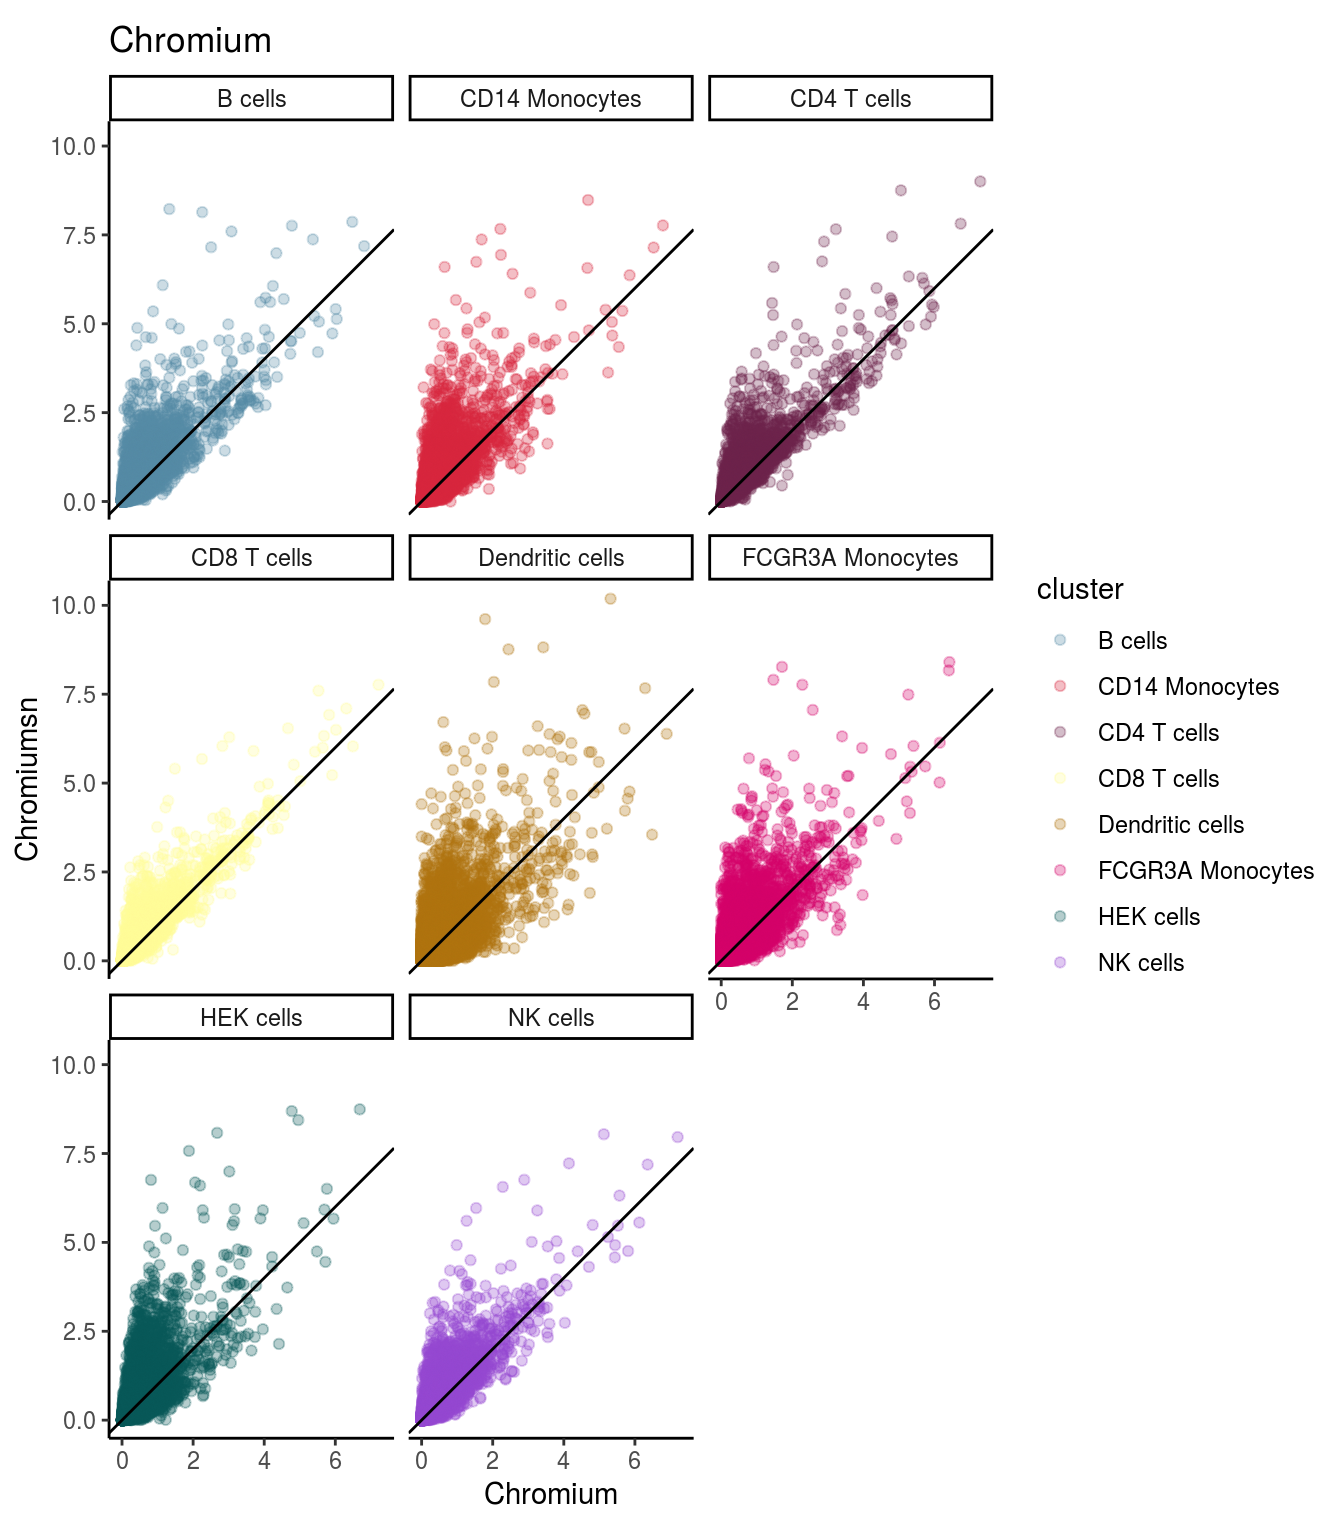 Chromium
B cells
CD14 Monocytes
CD4 T cells
10.0
7.5
5.0
2.5
0.0
CD8 T cells
Dendritic cells
FCGR3A Monocytes
10.0
7.5
5.0
2.5
0.0
0 2 4 6
HEK cells
NK cells
10.0
7.5
5.0
2.5
0.0
0 2 4 6
0 2 4 6
Chromium
Chromiumsn
cluster
B cells
CD14 Monocytes
CD4 T cells
CD8 T cells
Dendritic cells
FCGR3A Monocytes
HEK cells
NK cells